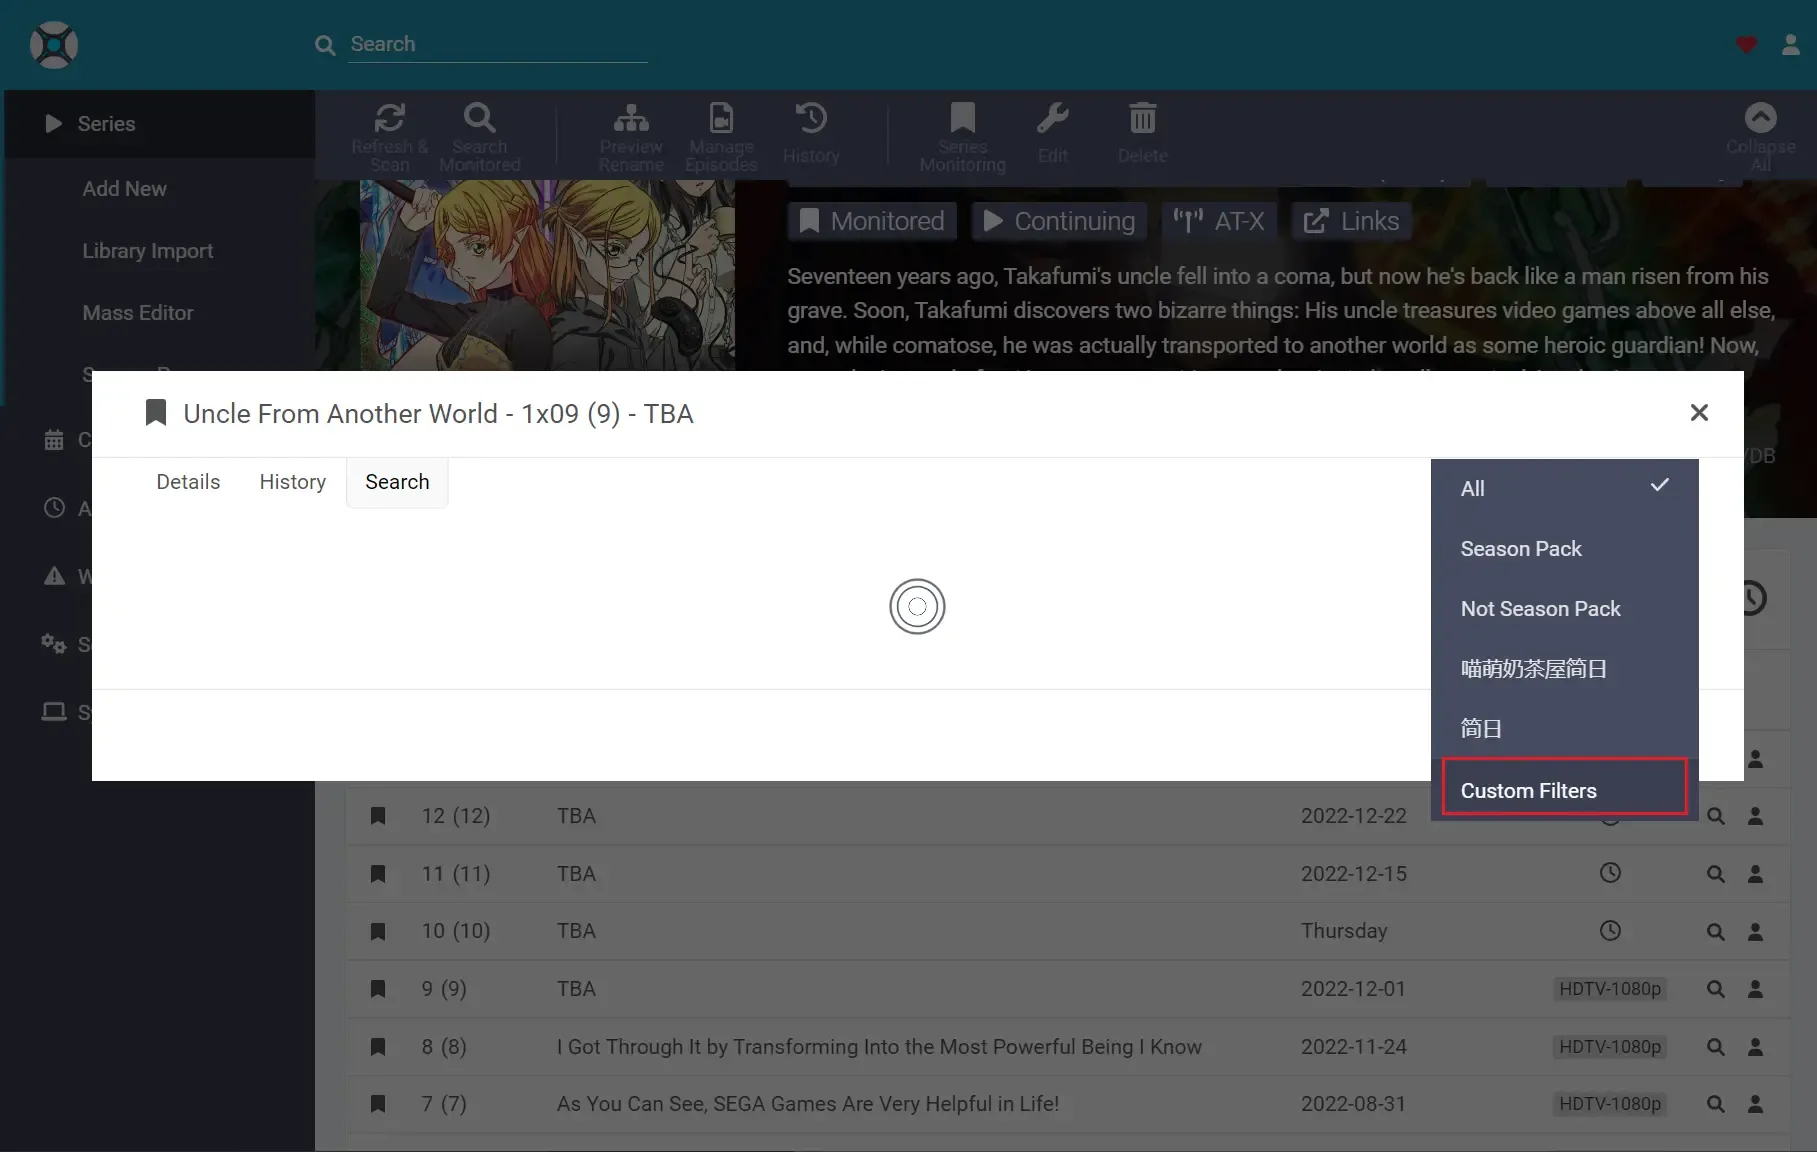 Search
Series
Add New
Library Import
Mass Editor
Refresh &
Scan
Search
Monitored
Preview
Rename
Manage
Episodes
History
Series
Monitoring
Edit
Delete
Collapse
All
Monitored
Continuing
AT-X
Links
Seventeen years ago, Takafumi's uncle fell into a coma, but now he's back like a man risen from his
grave. Soon, Takafumi discovers two bizarre things: His uncle treasures video games above all else,
and, while comatose, he was actually transported to another world as some heroic guardian! Now,
Uncle From Another World - 1x09 (9) - TBA
Details
History
Search
All
Season Pack
Not Season Pack
喵萌奶茶屋简日
简日
Custom Filters
12 (12) TBA 2022-12-22
11 (11) TBA 2022-12-15
10 (10) TBA Thursday
9 (9) TBA 2022-12-01 HDTV-1080p
8 (8) I Got Through It by Transforming Into the Most Powerful Being I Know 2022-11-24 HDTV-1080p
7 (7) As You Can See, SEGA Games Are Very Helpful in Life! 2022-08-31 HDTV-1080p